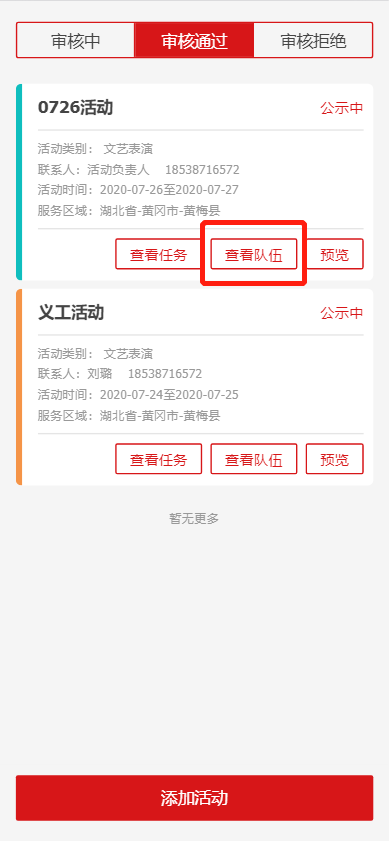 审核中 审核通过 审核拒绝
0726活动 公示中
活动类别： 文艺表演
联系人：活动负责人 18538716572
活动时间：2020-07-26至2020-07-27
服务区域：湖北省-黄冈市-黄梅县
查看任务 查看队伍 预览
义工活动 公示中
活动类别： 文艺表演
联系人：刘璐 18538716572
活动时间：2020-07-24至2020-07-25
服务区域：湖北省-黄冈市-黄梅县
查看任务 查看队伍 预览
暂无更多
添加活动